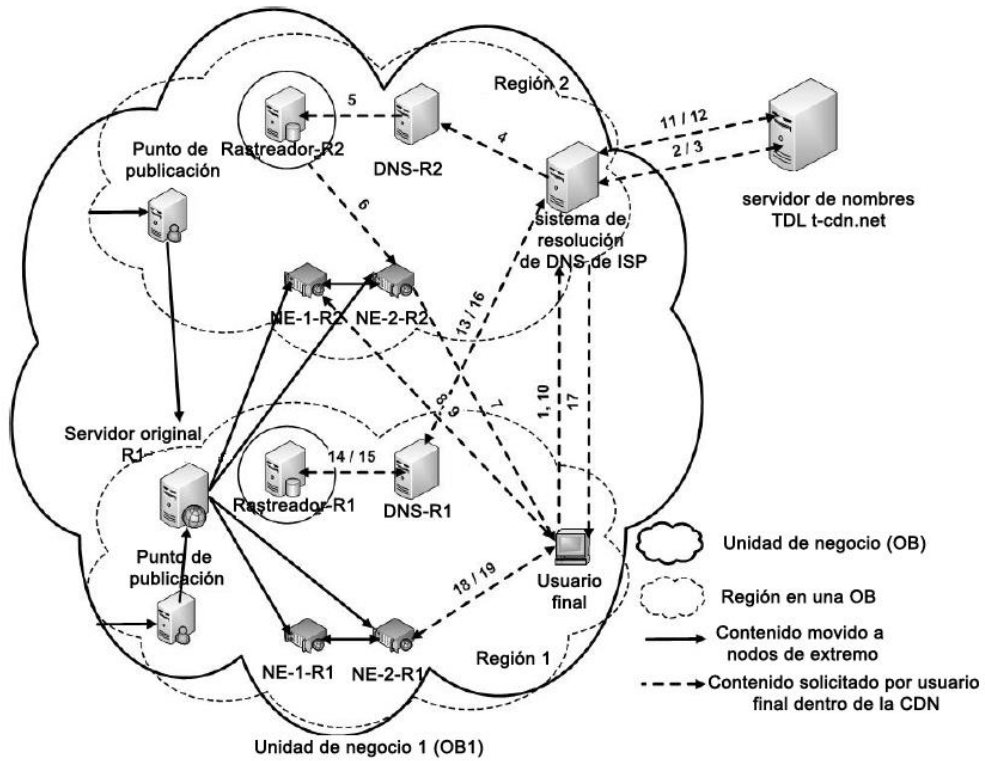 Región 2
5
Rastreador-R2
DNS-R2
4
11 / 12
2 / 3
Punto de
publicación
servidor de nombres
TDL t-cdn.net
sistema de
resolución
de DNS de ISP
6
NE-1-R2
NE-2-R2
13 / 16
8
9
7
1, 10
17
Servidor original
R1
14 / 15
Rastreador-R1
DNS-R1
Punto de
publicación
18 / 19
Usuario
final
NE-1-R1
NE-2-R1
Región 1
Unidad de negocio (OB)
Región en una OB
Contenido movido a
nodos de extremo
Contenido solicitado por usuario
final dentro de la CDN
Unidad de negocio 1 (OB1)